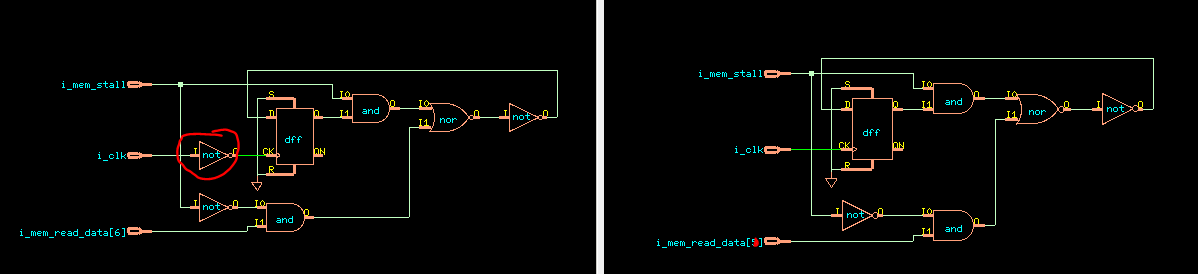 i_mem_stall
S
D
Q
dff
CK
QN
R
I0
I1
and
O
I0
I1
nor
O
I
not
O
i_clk
I
not
O
I
not
O
I0
I1
and
O
i_mem_read_data[6]
i_mem_stall
S
D
Q
dff
CK
QN
R
I0
I1
and
O
I0
I1
nor
O
I
not
O
i_clk
I
not
O
I0
I1
and
O
i_mem_read_data[5]